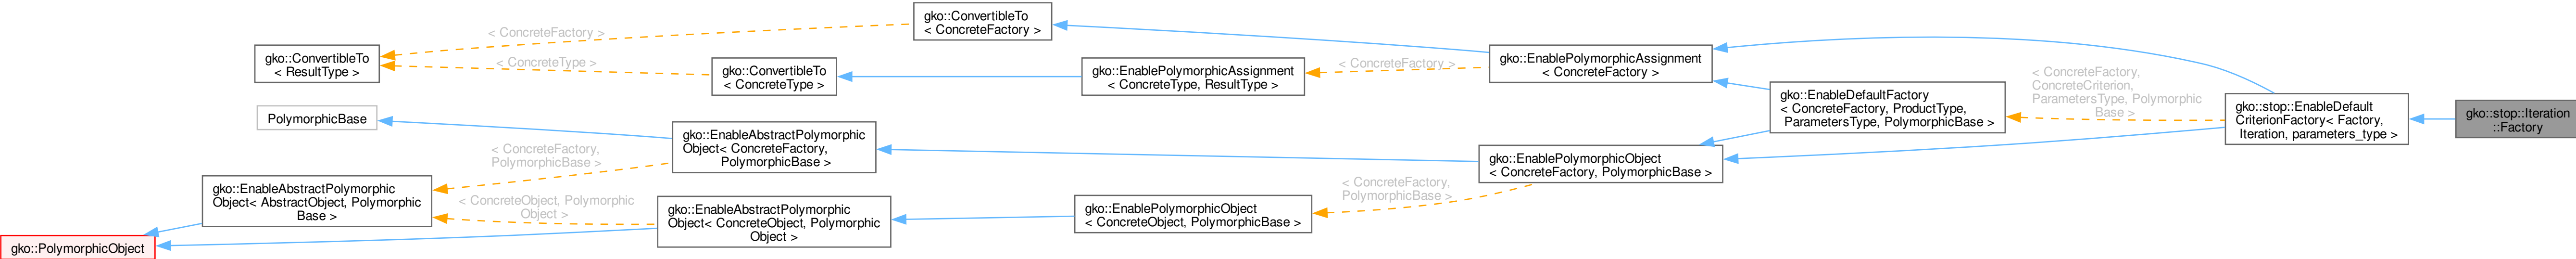 gko::ConvertibleTo
< ConcreteFactory >
< ConcreteFactory >
gko::ConvertibleTo
< ResultType >
< ConcreteType >
gko::ConvertibleTo
< ConcreteType >
gko::EnablePolymorphicAssignment
< ConcreteType, ResultType >
< ConcreteFactory >
gko::EnablePolymorphicAssignment
< ConcreteFactory >
gko::EnableDefaultFactory
< ConcreteFactory, ProductType,
ParametersType, PolymorphicBase >
< ConcreteFactory,
ConcreteCriterion,
ParametersType, Polymorphic
Base >
gko::stop::EnableDefault
CriterionFactory< Factory,
Iteration, parameters_type >
gko::stop::Iteration
::Factory
PolymorphicBase
gko::EnableAbstractPolymorphic
Object< ConcreteFactory,
PolymorphicBase >
< ConcreteFactory,
PolymorphicBase >
gko::EnablePolymorphicObject
< ConcreteFactory, PolymorphicBase >
gko::EnableAbstractPolymorphic
Object< AbstractObject, Polymorphic
Base >
< ConcreteObject, Polymorphic
Object >
gko::EnableAbstractPolymorphic
Object< ConcreteObject, Polymorphic
Object >
gko::EnablePolymorphicObject
< ConcreteObject, PolymorphicBase >
< ConcreteFactory,
PolymorphicBase >
gko::PolymorphicObject